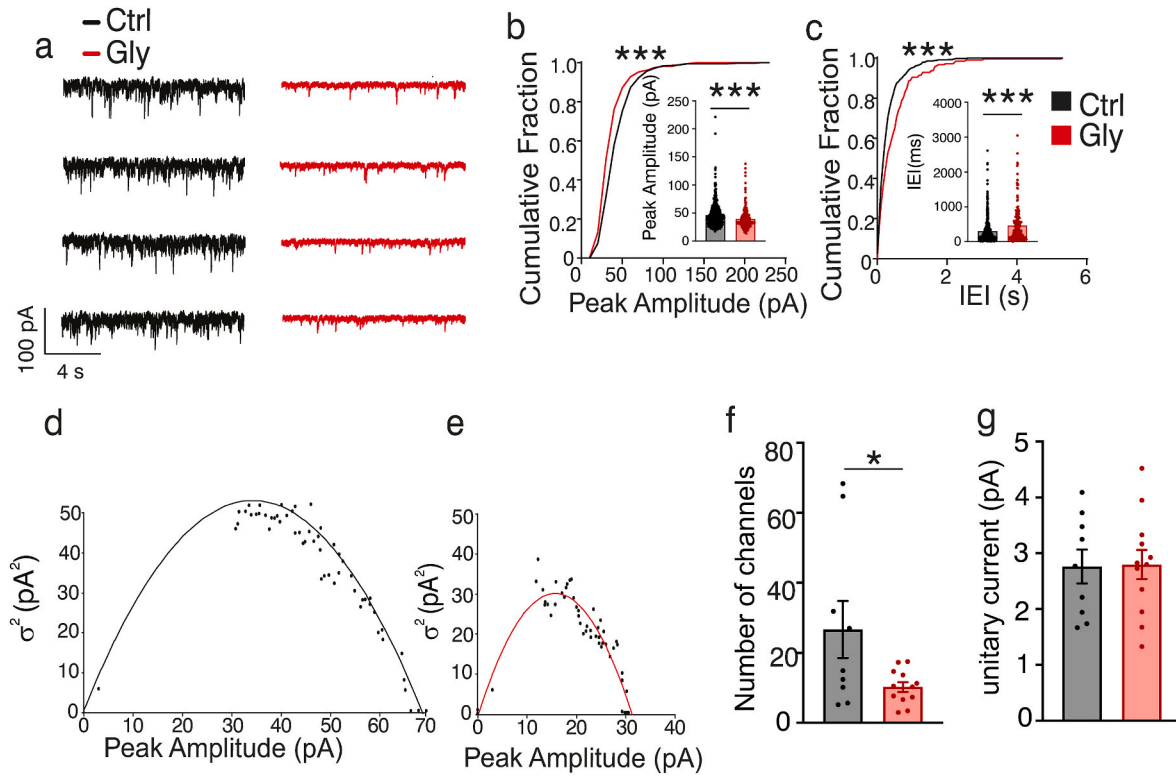 a
Ctrl
Gly
100 pA
4 s
b
***
Cumulative Fraction
1.0
0.8
0.6
0.4
0.2
0
0
50
100
150
200
250
Peak Amplitude (pA)
Peak Amplitude (pA)
250
200
150
100
50
0
***
c
***
Cumulative Fraction
1.0
0.8
0.6
0.4
0.2
0
0
2
4
6
IEI (s)
IEI(ms)
4000
3000
2000
1000
0
***
Ctrl
Gly
d
σ² (pA²)
50
40
30
20
10
0
0
10
20
30
40
50
60
70
Peak Amplitude (pA)
e
σ² (pA²)
50
40
30
20
10
0
0
10
20
30
40
Peak Amplitude (pA)
f
Number of channels
80
60
40
20
0
*
g
unitary current (pA)
5
4
3
2
1
0